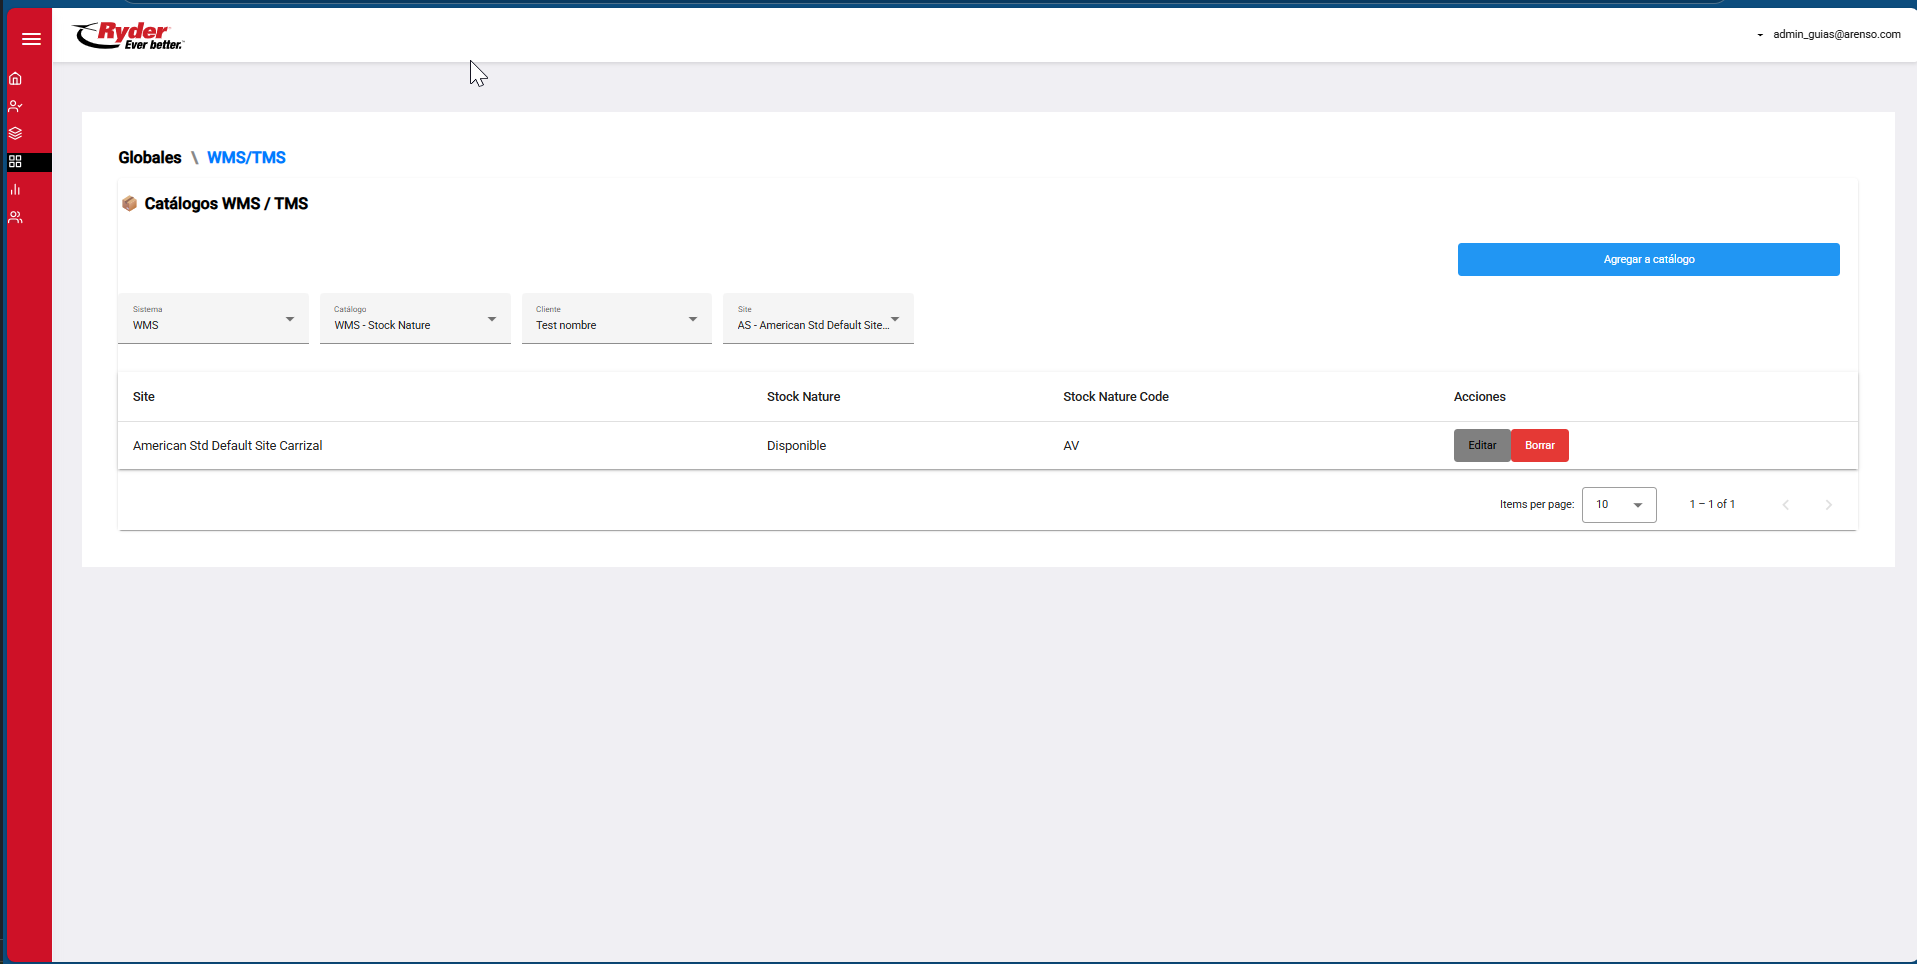 Ryder
Ever better.™
admin_guias@arenso.com
Globales \ WMS/TMS
Catálogos WMS / TMS
Agregar a catálogo
Sistema
WMS
Catálogo
WMS - Stock Nature
Cliente
Test nombre
Site
AS - American Std Default Site...
Site Stock Nature Stock Nature Code Acciones
American Std Default Site Carrizal Disponible AV Editar Borrar
Items per page: 10 1 – 1 of 1